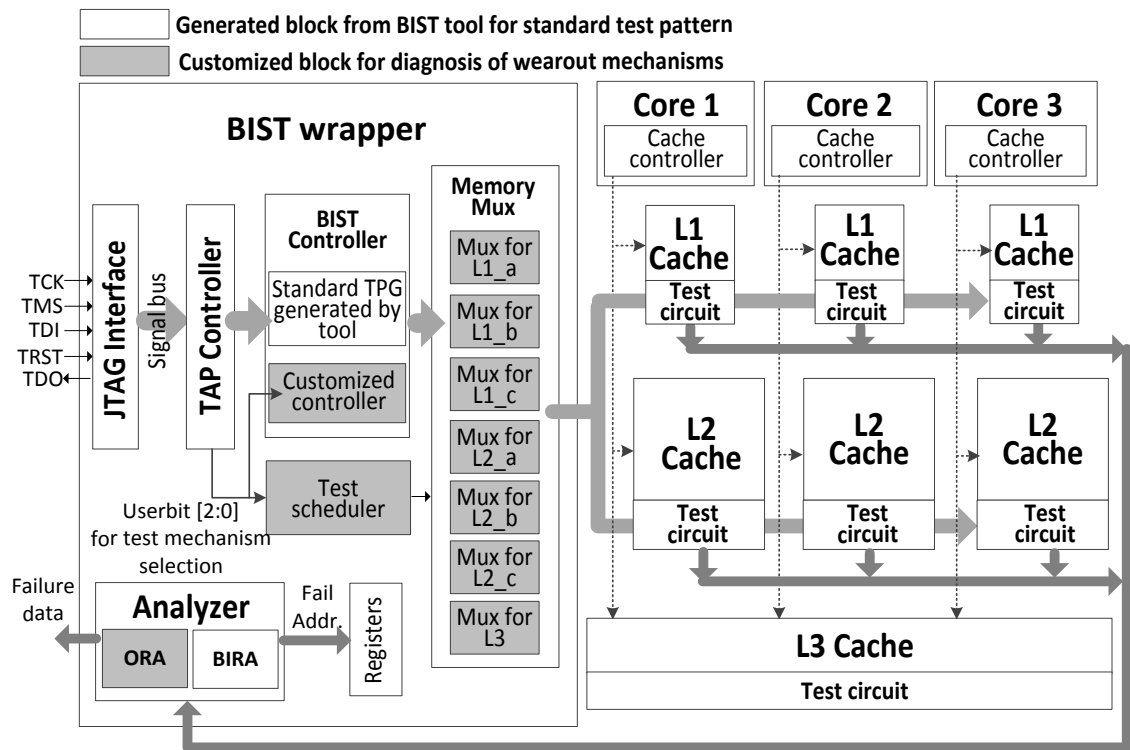 Generated block from BIST tool for standard test pattern
Customized block for diagnosis of wearout mechanisms
BIST wrapper
JTAG Interface
TCK
TMS
TDI
TRST
TDO
Signal bus
TAP Controller
BIST
Controller
Standard TPG
generated by
tool
Customized
controller
Test
scheduler
Userbit [2:0]
for test mechanism
selection
Memory
Mux
Mux for
L1_a
Mux for
L1_b
Mux for
L1_c
Mux for
L2_a
Mux for
L2_b
Mux for
L2_c
Mux for
L3
Failure
data
Analyzer
ORA
BIRA
Fail
Addr.
Registers
Core 1
Cache
controller
Core 2
Cache
controller
Core 3
Cache
controller
L1
Cache
Test
circuit
L1
Cache
Test
circuit
L1
Cache
Test
circuit
L2
Cache
Test
circuit
L2
Cache
Test
circuit
L2
Cache
Test
circuit
L3 Cache
Test circuit